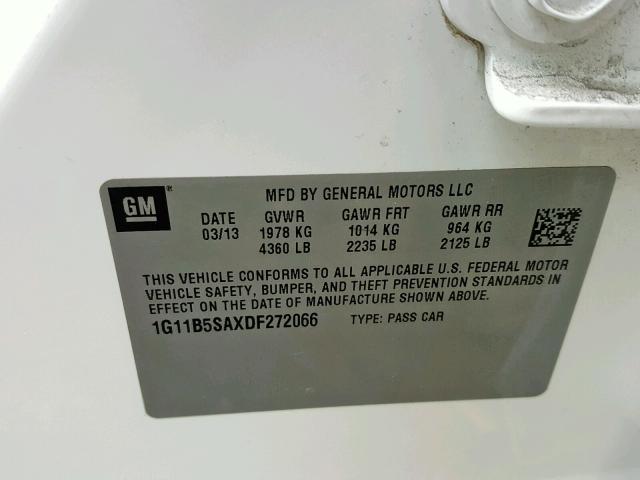 GM®
MFD BY GENERAL MOTORS LLC
DATE GVWR GAWR FRT GAWR RR
03/13 1978 KG 1014 KG 964 KG
4360 LB 2235 LB 2125 LB
THIS VEHICLE CONFORMS TO ALL APPLICABLE U.S. FEDERAL MOTOR
VEHICLE SAFETY, BUMPER, AND THEFT PREVENTION STANDARDS IN
EFFECT ON THE DATE OF MANUFACTURE SHOWN ABOVE.
1G11B5SAXDF272066 TYPE: PASS CAR